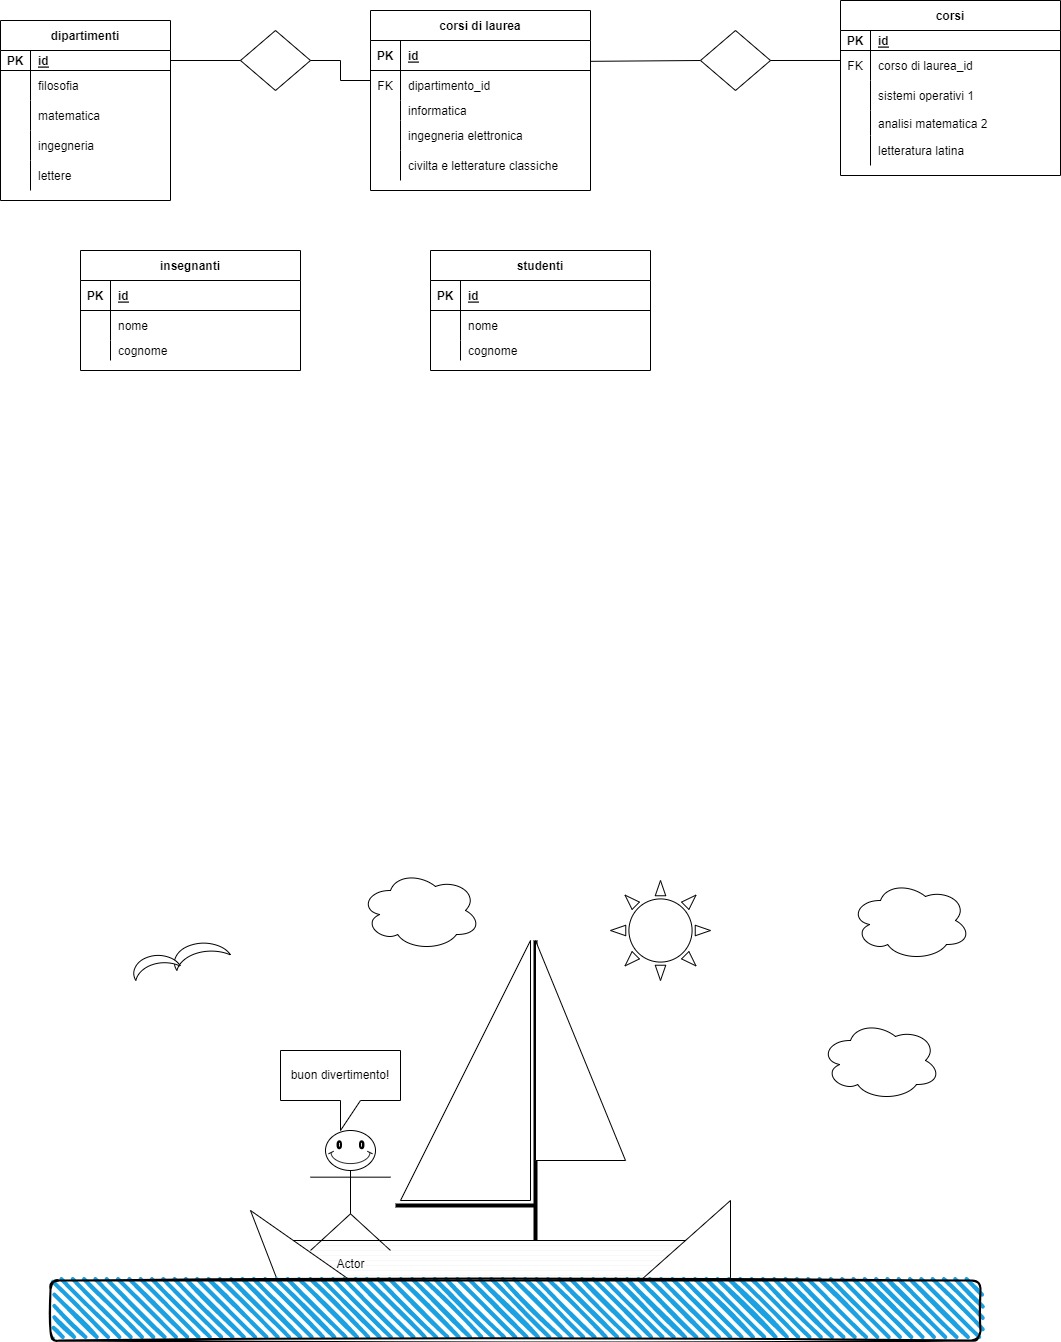 dipartimenti
PK id
filosofia
matematica
ingegneria
lettere
corsi di laurea
PK id
FK dipartimento_id
informatica
ingegneria elettronica
civilta e letterature classiche
corsi
PK id
FK corso di laurea_id
sistemi operativi 1
analisi matematica 2
letteratura latina
insegnanti
PK id
nome
cognome
studenti
PK id
nome
cognome
buon divertimento!
Actor